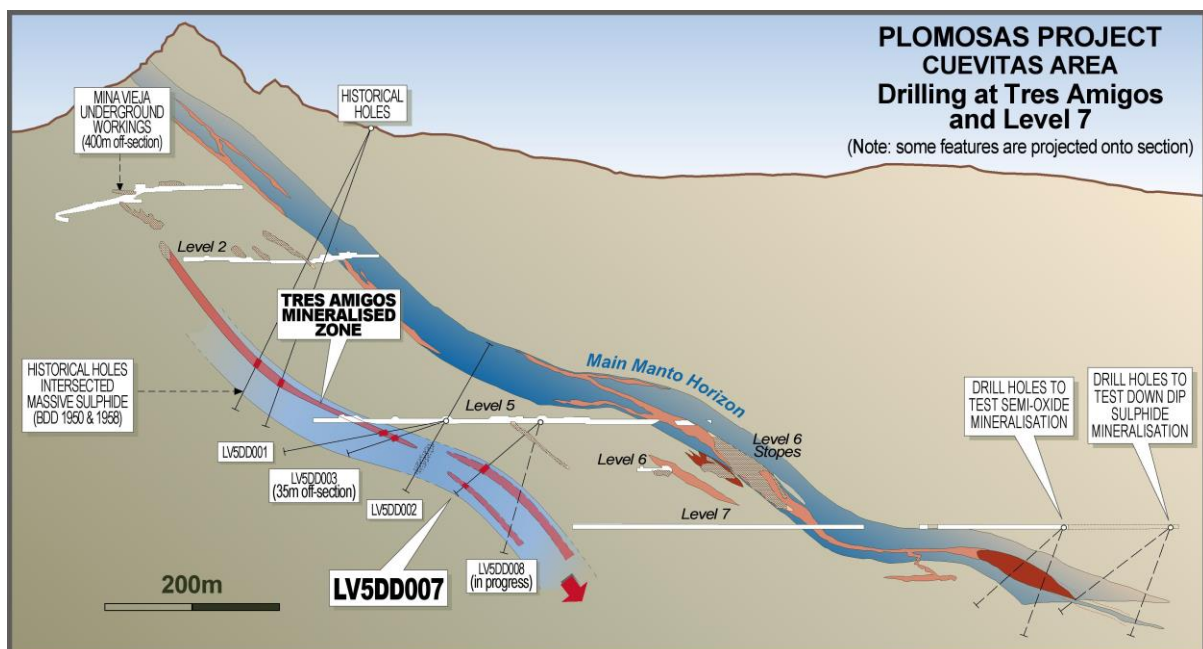 PLOMOSAS PROJECT
CUEVITAS AREA
Drilling at Tres Amigos
and Level 7
(Note: some features are projected onto section)
MINA VIEJA
UNDERGROUND
WORKINGS
(400m off-section)
HISTORICAL
HOLES
Level 2
TRES AMIGOS
MINERALISED
ZONE
HISTORICAL HOLES
INTERSECTED
MASSIVE SULPHIDE
(BDD 1950 & 1958)
Main Manto Horizon
Level 5
DRILL HOLES TO
TEST SEMI-OXIDE
MINERALISATION
DRILL HOLES TO
TEST DOWN DIP
SULPHIDE
MINERALISATION
LV5DD001
LV5DD003
(35m off-section)
LV5DD002
Level 6
Level 6
Stopes
Level 7
LV5DD007
LV5DD008
(in progress)
200m